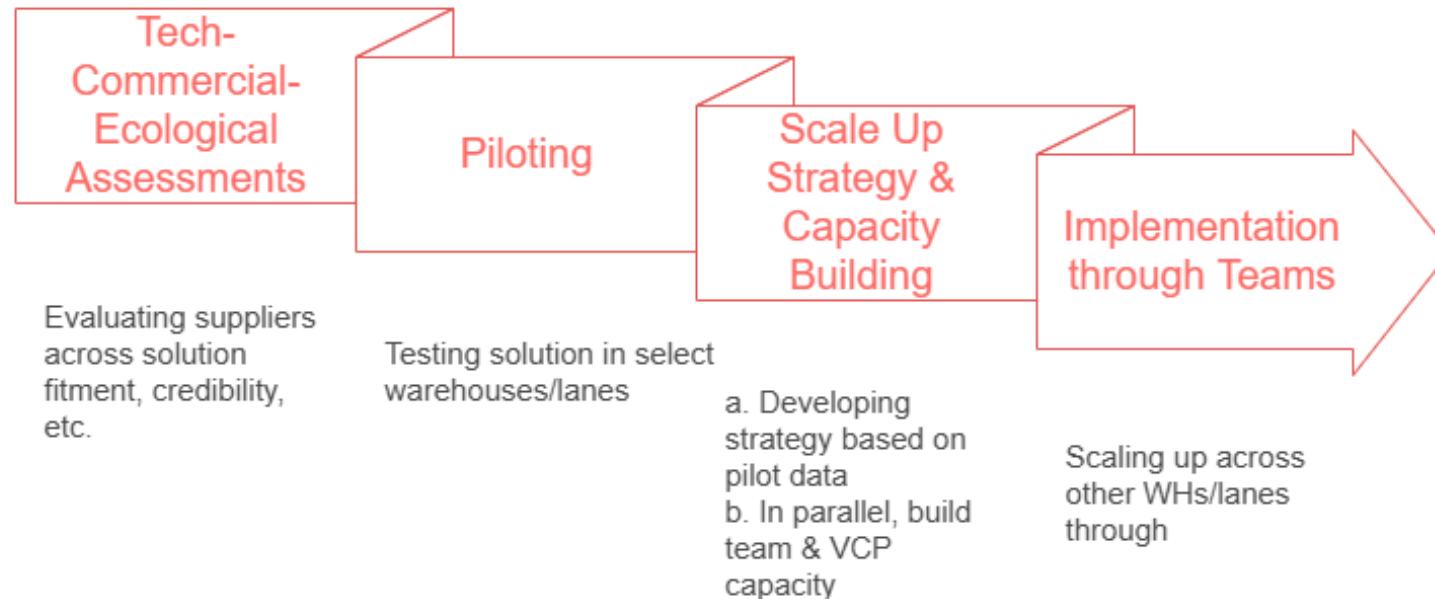 Tech-
Commercial-
Ecological
Assessments
Evaluating suppliers
across solution
fitment, credibility,
etc.
Piloting
Testing solution in select
warehouses/lanes
Scale Up
Strategy &
Capacity
Building
a. Developing
strategy based on
pilot data
b. In parallel, build
team & VCP
capacity
Implementation
through Teams
Scaling up across
other WHs/lanes
through